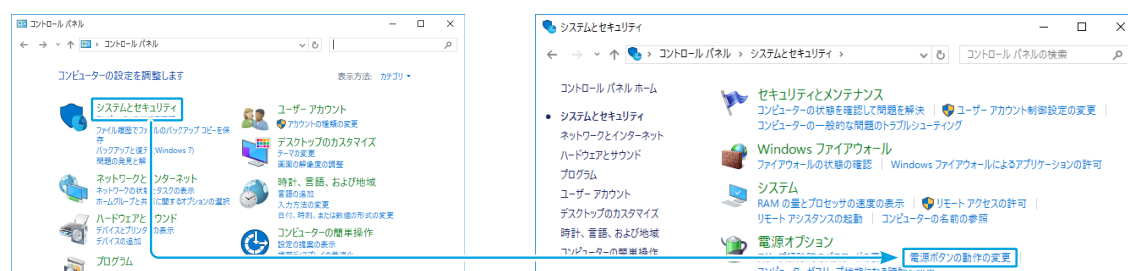 コントロール パネル
コントロール パネル
コンピューターの設定を調整します
表示方法: カテゴリ
システムとセキュリティ
ファイル履歴でファ ルのバックアップ コピーを保
存
バックアップと復 (Windows 7)
問題の発見と解
ネットワークと ンターネット
ネットワークの状 とタスクの表示
ホームグループと共 に関するオプションの選択
ハードウェアと ウンド
デバイスとプリンタ の表示
デバイスの追加
プログラム
ユーザー アカウント
アカウントの種類の変更
デスクトップのカスタマイズ
テーマの変更
画面の解像度の調整
時計、言語、および地域
言語の追加
入力方法の変更
日付、時刻、または数値の形式の変更
コンピューターの簡単操作
設定の提案の表示
システムとセキュリティ
コントロール パネル › システムとセキュリティ ›
コントロール パネルの検索
コントロール パネル ホーム
システムとセキュリティ
ネットワークとインターネット
ハードウェアとサウンド
プログラム
ユーザー アカウント
デスクトップのカスタマイズ
時計、言語、および地域
コンピューターの簡単操作
セキュリティとメンテナンス
コンピューターの状態を確認して問題を解決 ユーザー アカウント制御設定の変更
コンピューターの一般的な問題のトラブルシューティング
Windows ファイアウォール
ファイアウォールの状態の確認 Windows ファイアウォールによるアプリケーションの許可
システム
RAM の量とプロセッサの速度の表示 リモート アクセスの許可
リモート アシスタンスの起動 コンピューターの名前の参照
電源オプション
電源ボタンの動作の変更